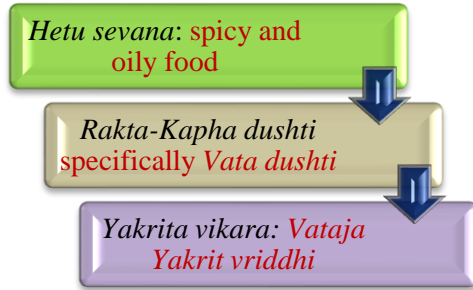 Hetu sevana: spicy and
oily food
Rakta-Kapha dushti
specifically Vata dushti
Yakrita vikara: Vataja
Yakrit vriddhi